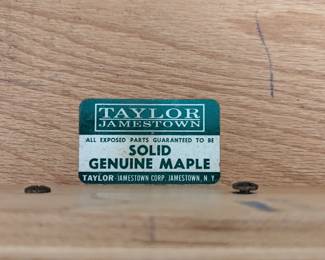 TAYLOR
JAMESTOWN
ALL EXPOSED PARTS GUARANTEED TO BE
SOLID
GENUINE MAPLE
TAYLOR-JAMESTOWN CORP. JAMESTOWN, N.Y.